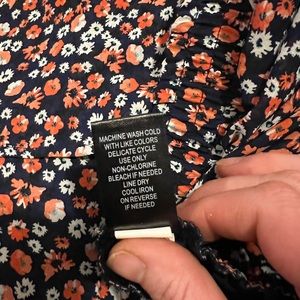 MACHINE WASH COLD
WITH LIKE COLORS
DELICATE CYCLE
USE ONLY
NON-CHLORINE
BLEACH IF NEEDED
LINE DRY
COOL IRON
ON REVERSE
IF NEEDED